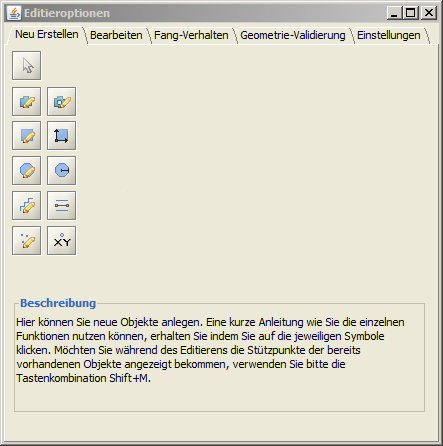 Editieroptionen
Neu Erstellen Bearbeiten Fang-Verhalten Geometrie-Validierung Einstellungen
XY
Beschreibung
Hier können Sie neue Objekte anlegen. Eine kurze Anleitung wie Sie die einzelnen
Funktionen nutzen können, erhalten Sie indem Sie auf die jeweiligen Symbole
klicken. Möchten Sie während des Editierens die Stützpunkte der bereits
vorhandenen Objekte angezeigt bekommen, verwenden Sie bitte die
Tastenkombination Shift+M.